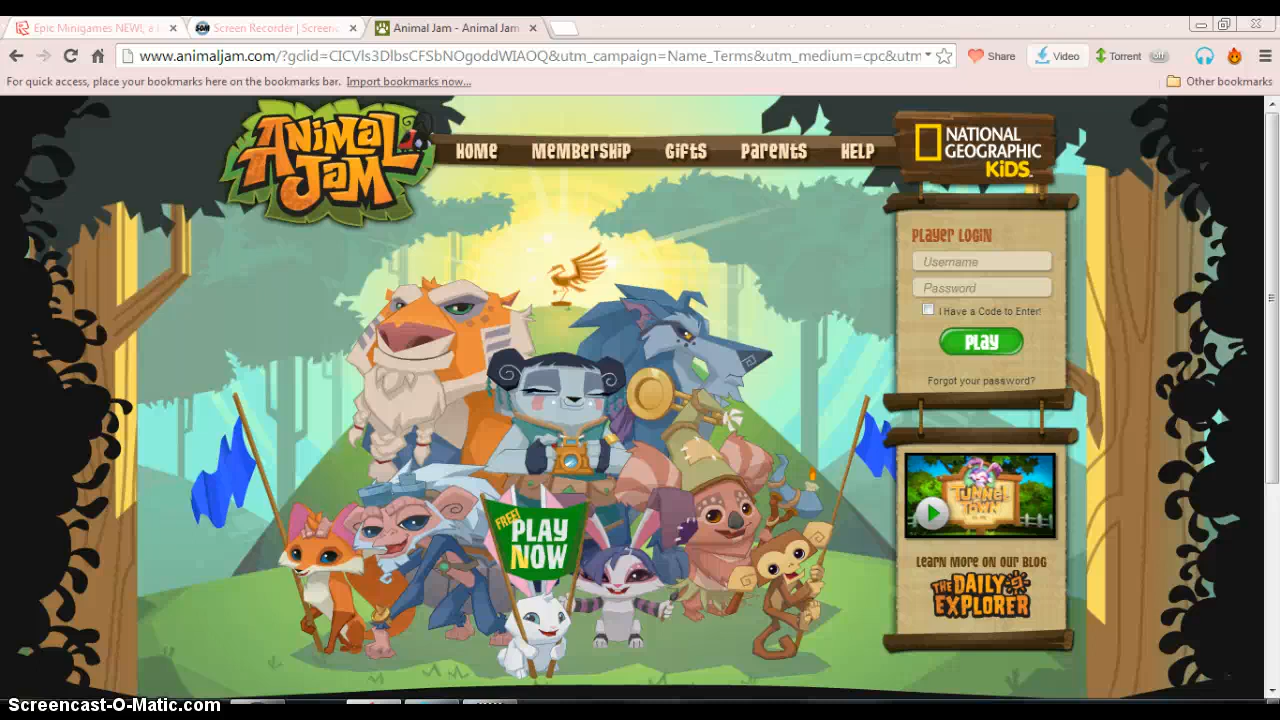 Epic Minigames NEW!, a
Screen Recorder | Screen
Animal Jam - Animal Jam
www.animaljam.com/?gclid=CICVls3DlbsCFSbNOgoddWIAOQ&utm_campaign=Name_Terms&utm_medium=cpc&utm
Share
Video
Torrent
off
For quick access, place your bookmarks here on the bookmarks bar. Import bookmarks now...
Other bookmarks
ANIMAL
JAM
HOME
MEMBERSHIP
GIFTS
PARENTS
HELP
NATIONAL
GEOGRAPHIC
KiDS
PLAYER LOGIN
Username
Password
I Have a Code to Enter!
PLAY
Forgot your password?
TUNNEL
TOWN
LEARN MORE ON OUR BLOG
THE DAILY
EXPLORER
FREE!
PLAY
NOW
Screencast-O-Matic.com